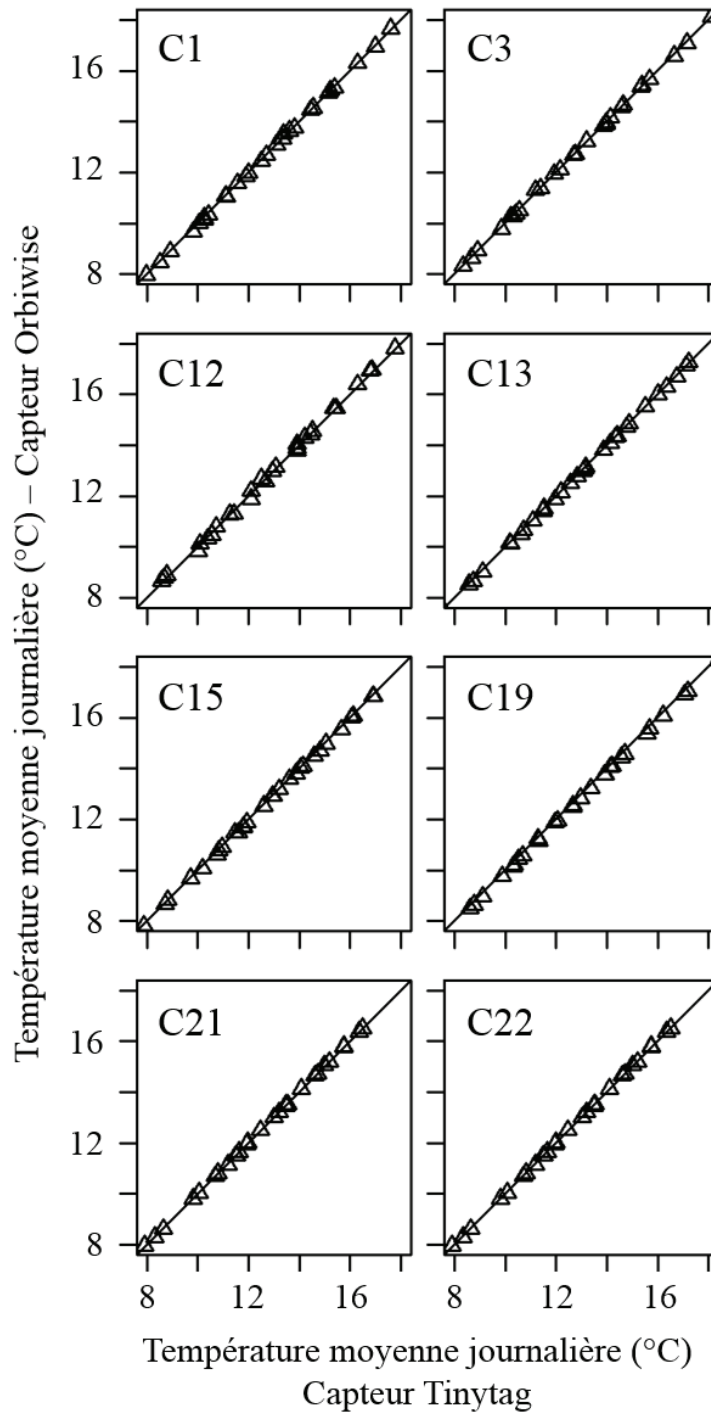 Température moyenne journalière (°C) – Capteur Orbiwise
C1
C3
16
12
8
C12
C13
16
12
8
C15
C19
16
12
8
C21
C22
16
12
8
8 12 16 8 12 16
Température moyenne journalière (°C)
Capteur Tinytag